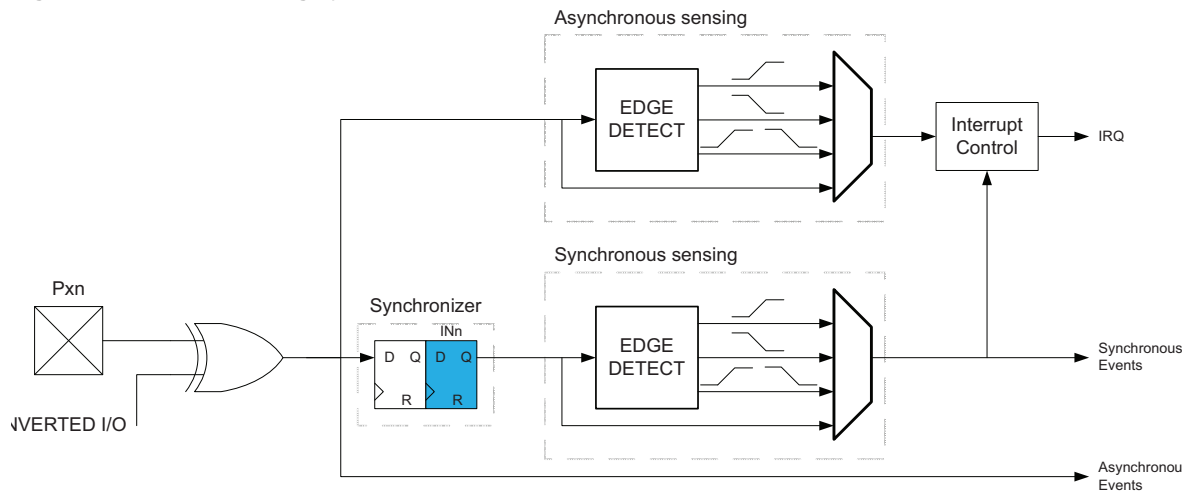 Asynchronous sensing
EDGE
DETECT
Interrupt
Control
IRQ
Synchronous sensing
Pxn
Synchronizer
INn
D Q D Q
R R
EDGE
DETECT
Synchronous
Events
NVERTED I/O
Asynchronou
Events